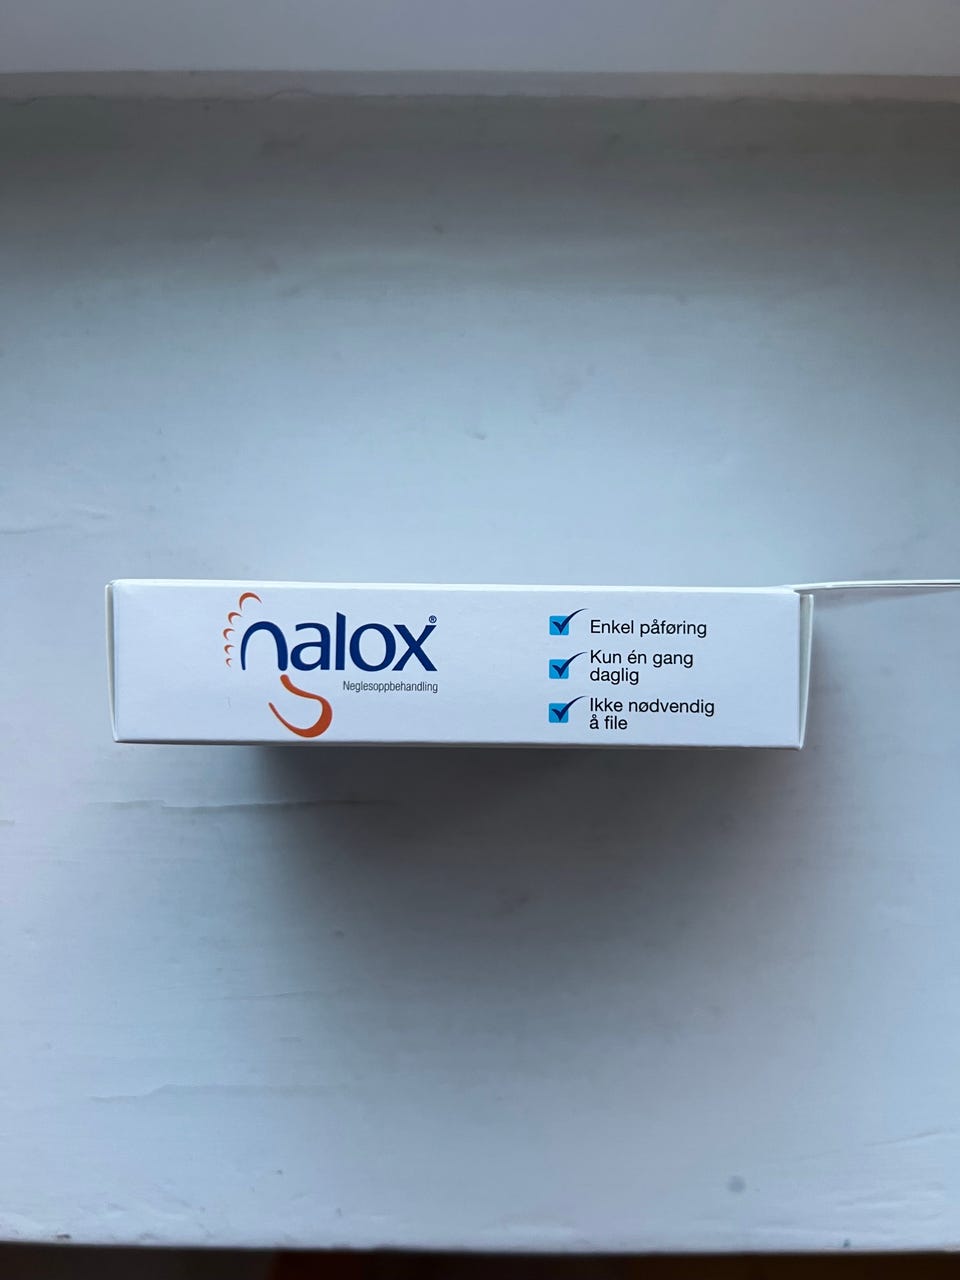 nalox®
Neglesoppbehandling
Enkel påføring
Kun én gang
daglig
Ikke nødvendig
å file